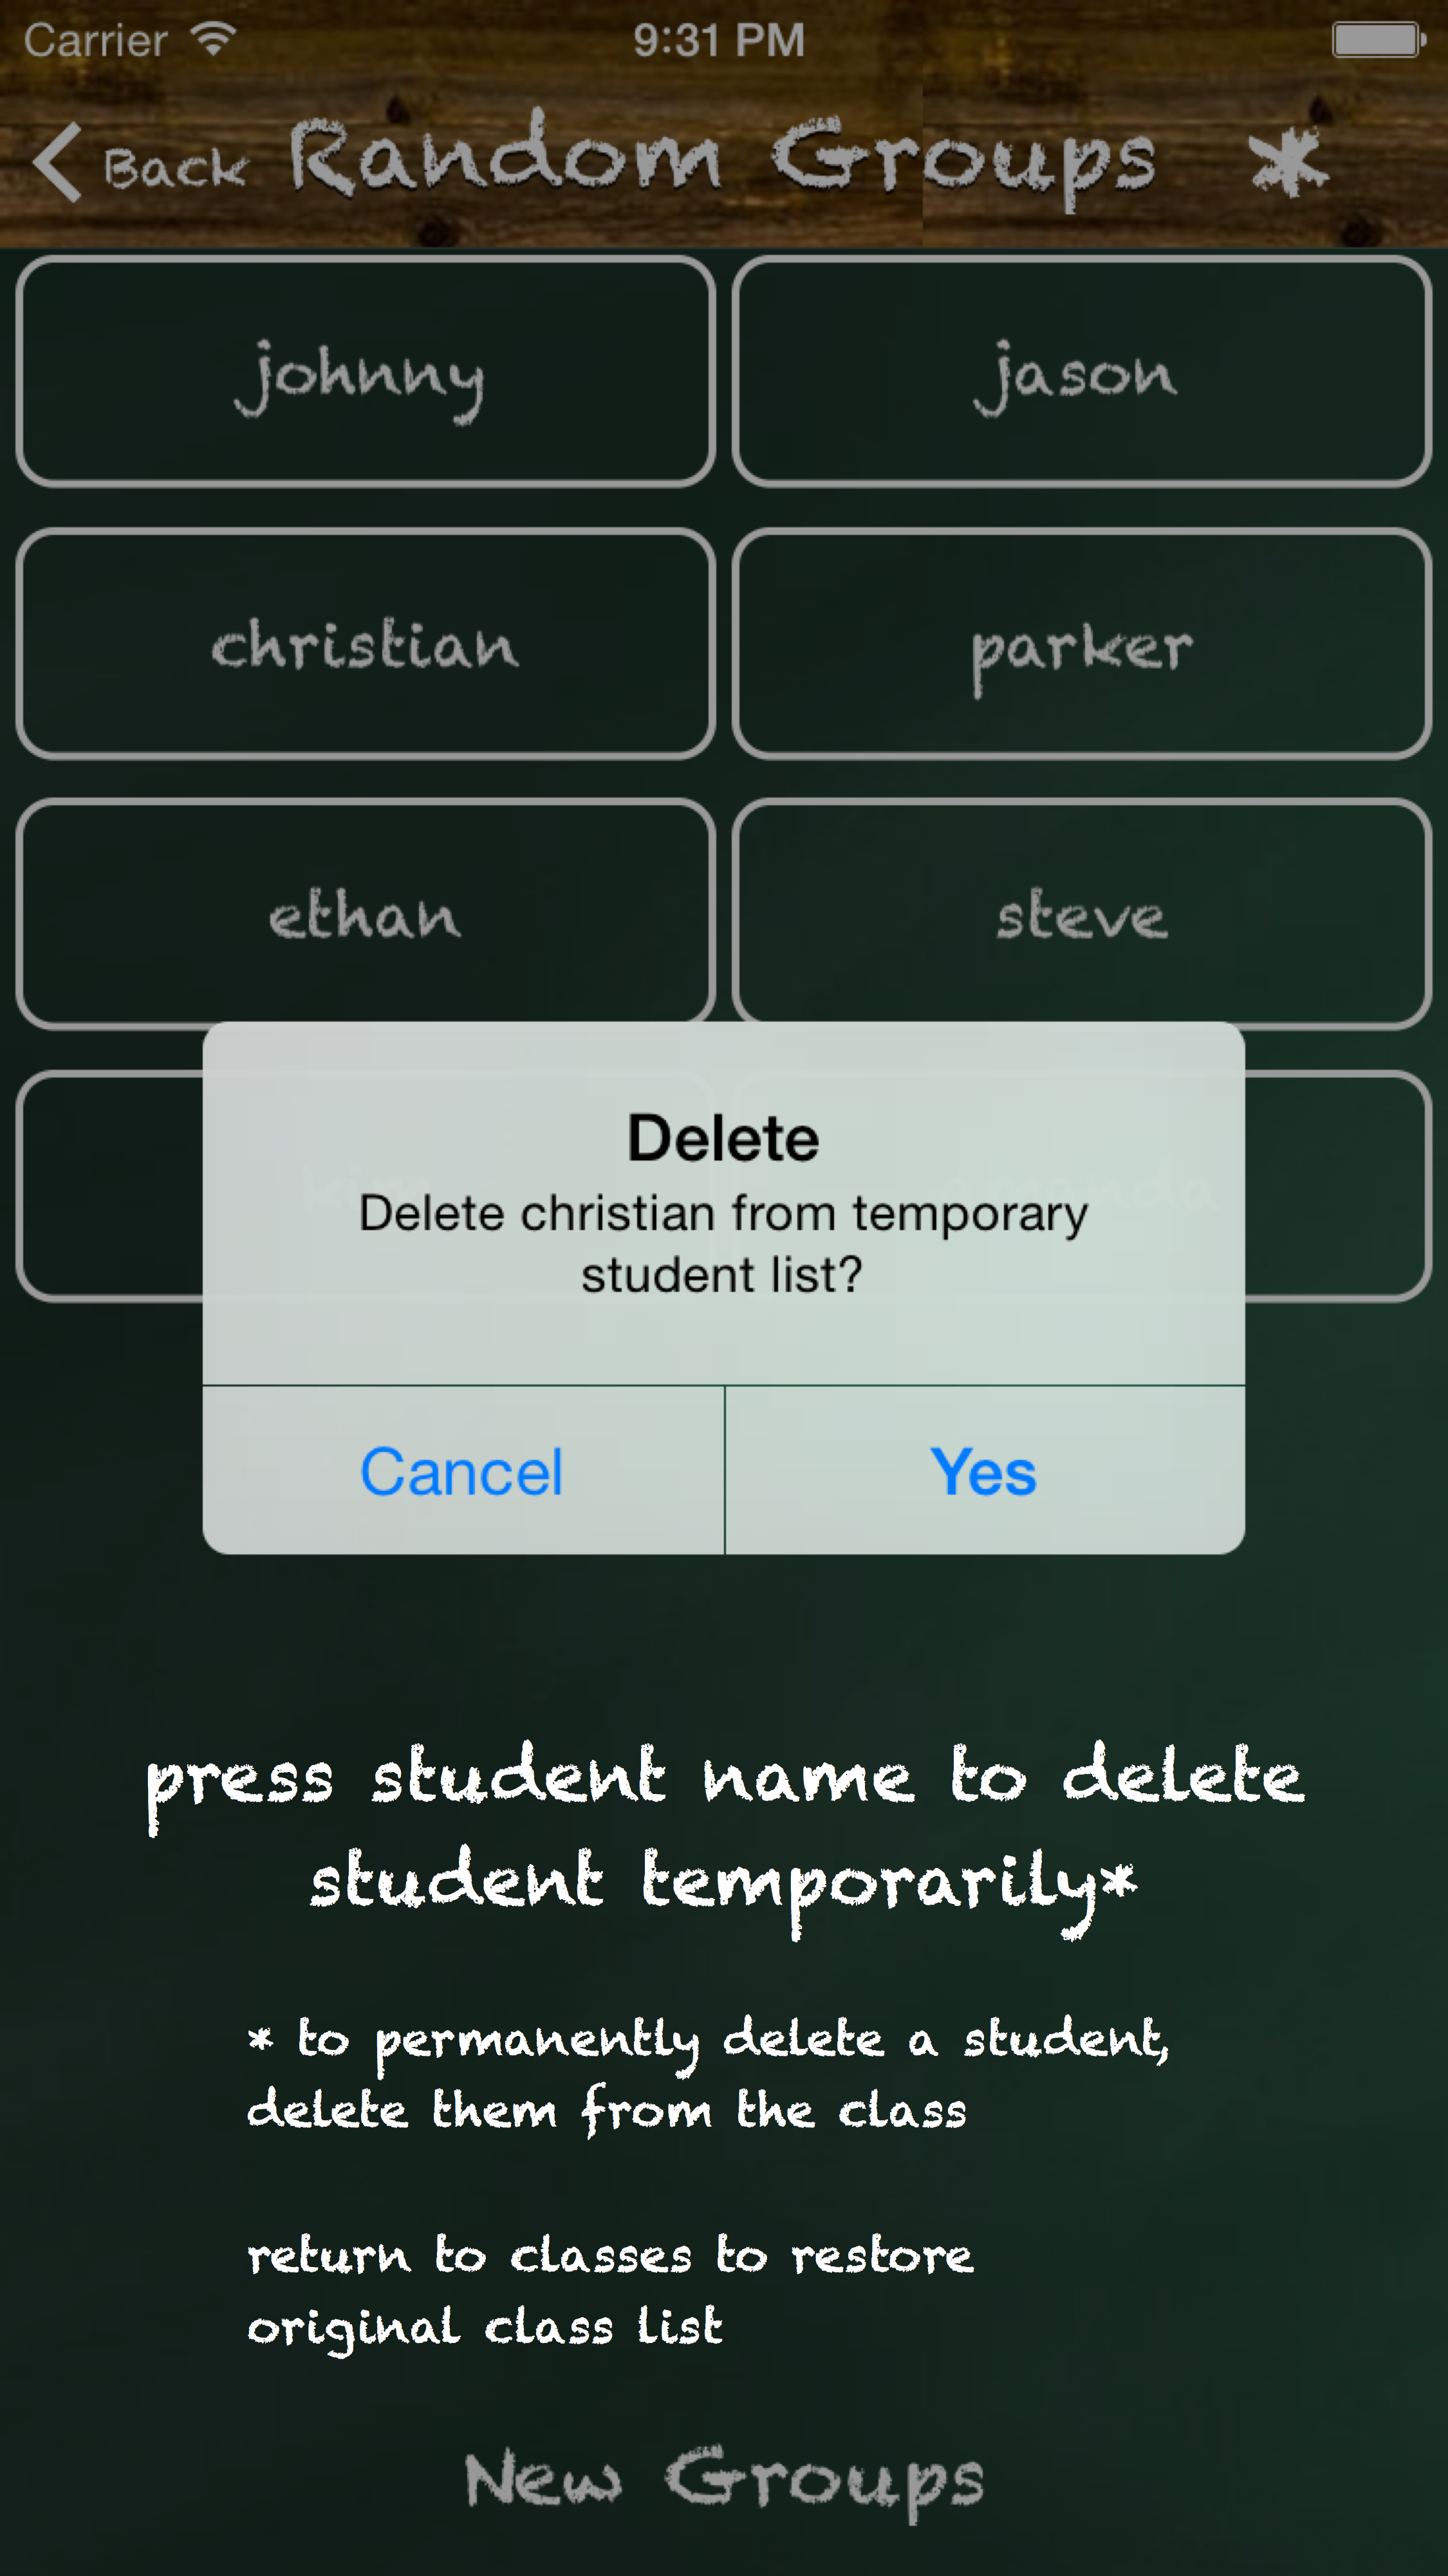 Carrier 9:31 PM
Back Random Groups *
johnny jason
christian parker
ethan steve
Delete
Delete christian from temporary
student list?
Cancel Yes
press student name to delete
student temporarily*
* to permanently delete a student,
delete them from the class
return to classes to restore
original class list
New Groups